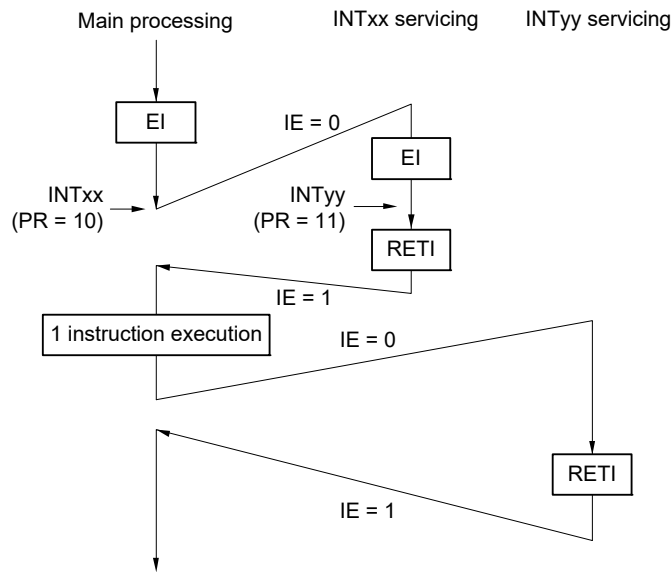 Main processing
INTxx servicing
INTyy servicing
EI
IE = 0
EI
INTxx
(PR = 10)
INTyy
(PR = 11)
RETI
IE = 1
1 instruction execution
IE = 0
RETI
IE = 1